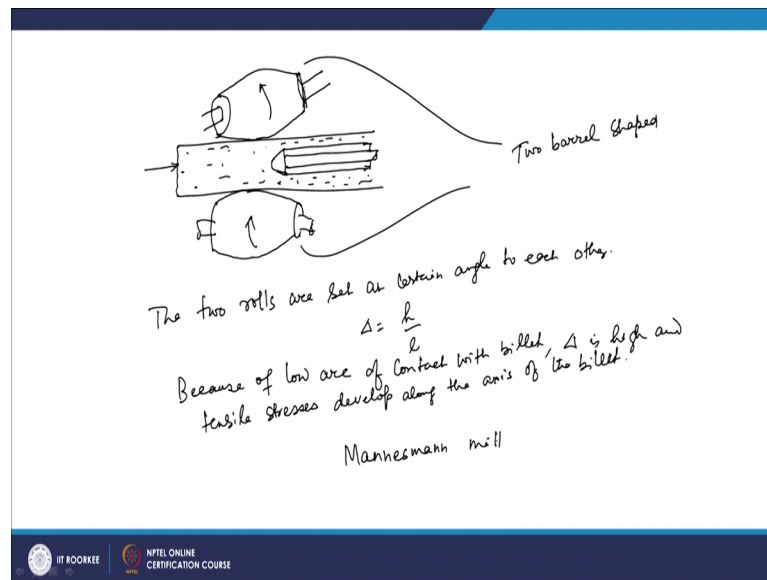 Two barrel shaped
The two rolls are set at certain angle to each other.
Δ = h
l
Because of low arc of contact with billet, Δ is high and
tensile stresses develop along the axis of the billet.
Mannesmann mill
IIT ROORKEE
NPTEL ONLINE
CERTIFICATION COURSE